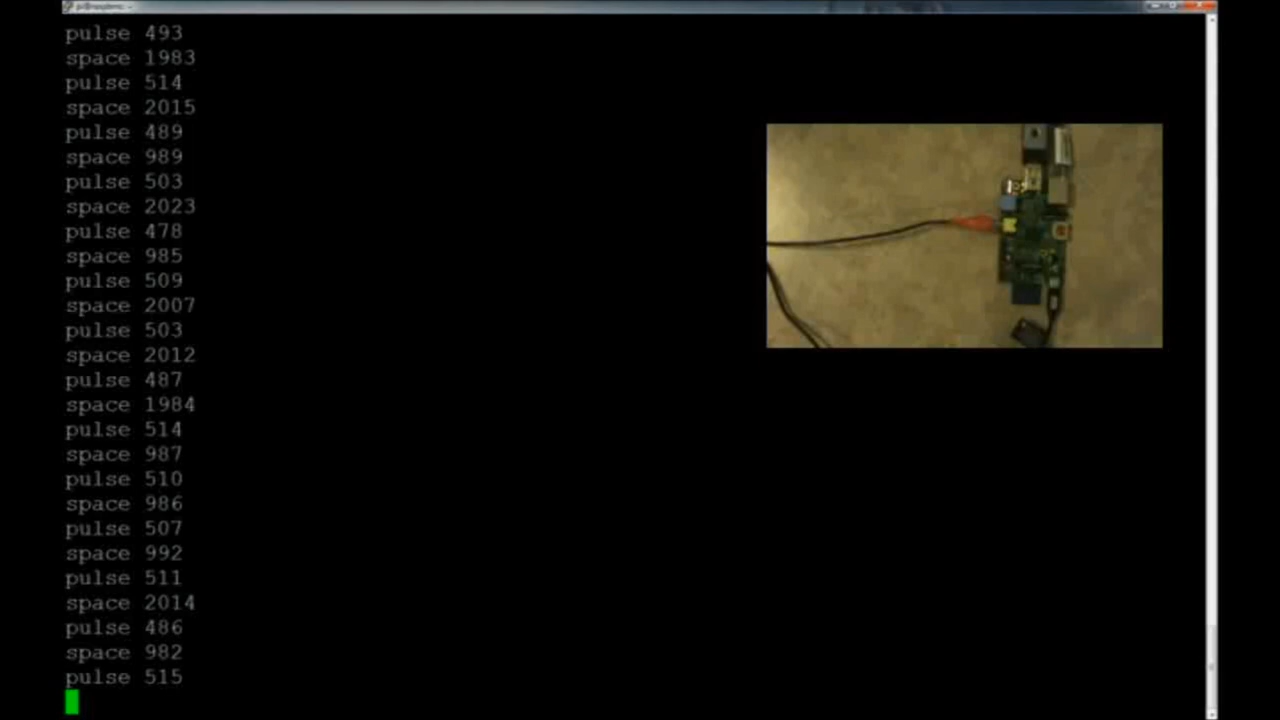 pulse 493
space 1983
pulse 514
space 2015
pulse 489
space 989
pulse 503
space 2023
pulse 478
space 985
pulse 509
space 2007
pulse 503
space 2012
pulse 487
space 1984
pulse 514
space 987
pulse 510
space 986
pulse 507
space 992
pulse 511
space 2014
pulse 486
space 982
pulse 515